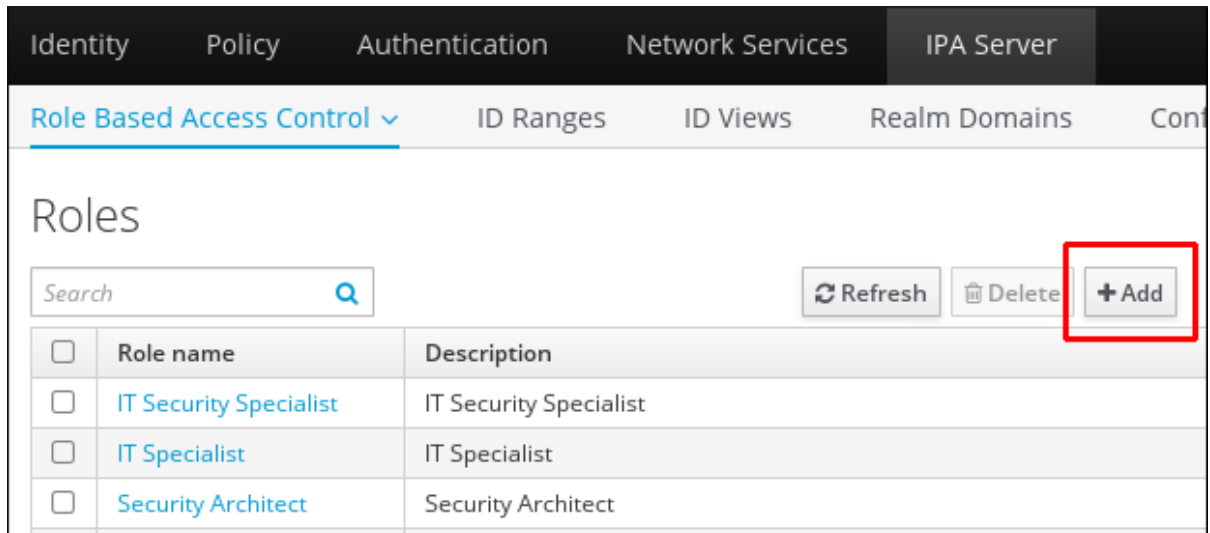 Identity Policy Authentication Network Services IPA Server
Role Based Access Control ID Ranges ID Views Realm Domains Conf
Roles
Search Refresh Delete +Add
Role name Description
IT Security Specialist IT Security Specialist
IT Specialist IT Specialist
Security Architect Security Architect